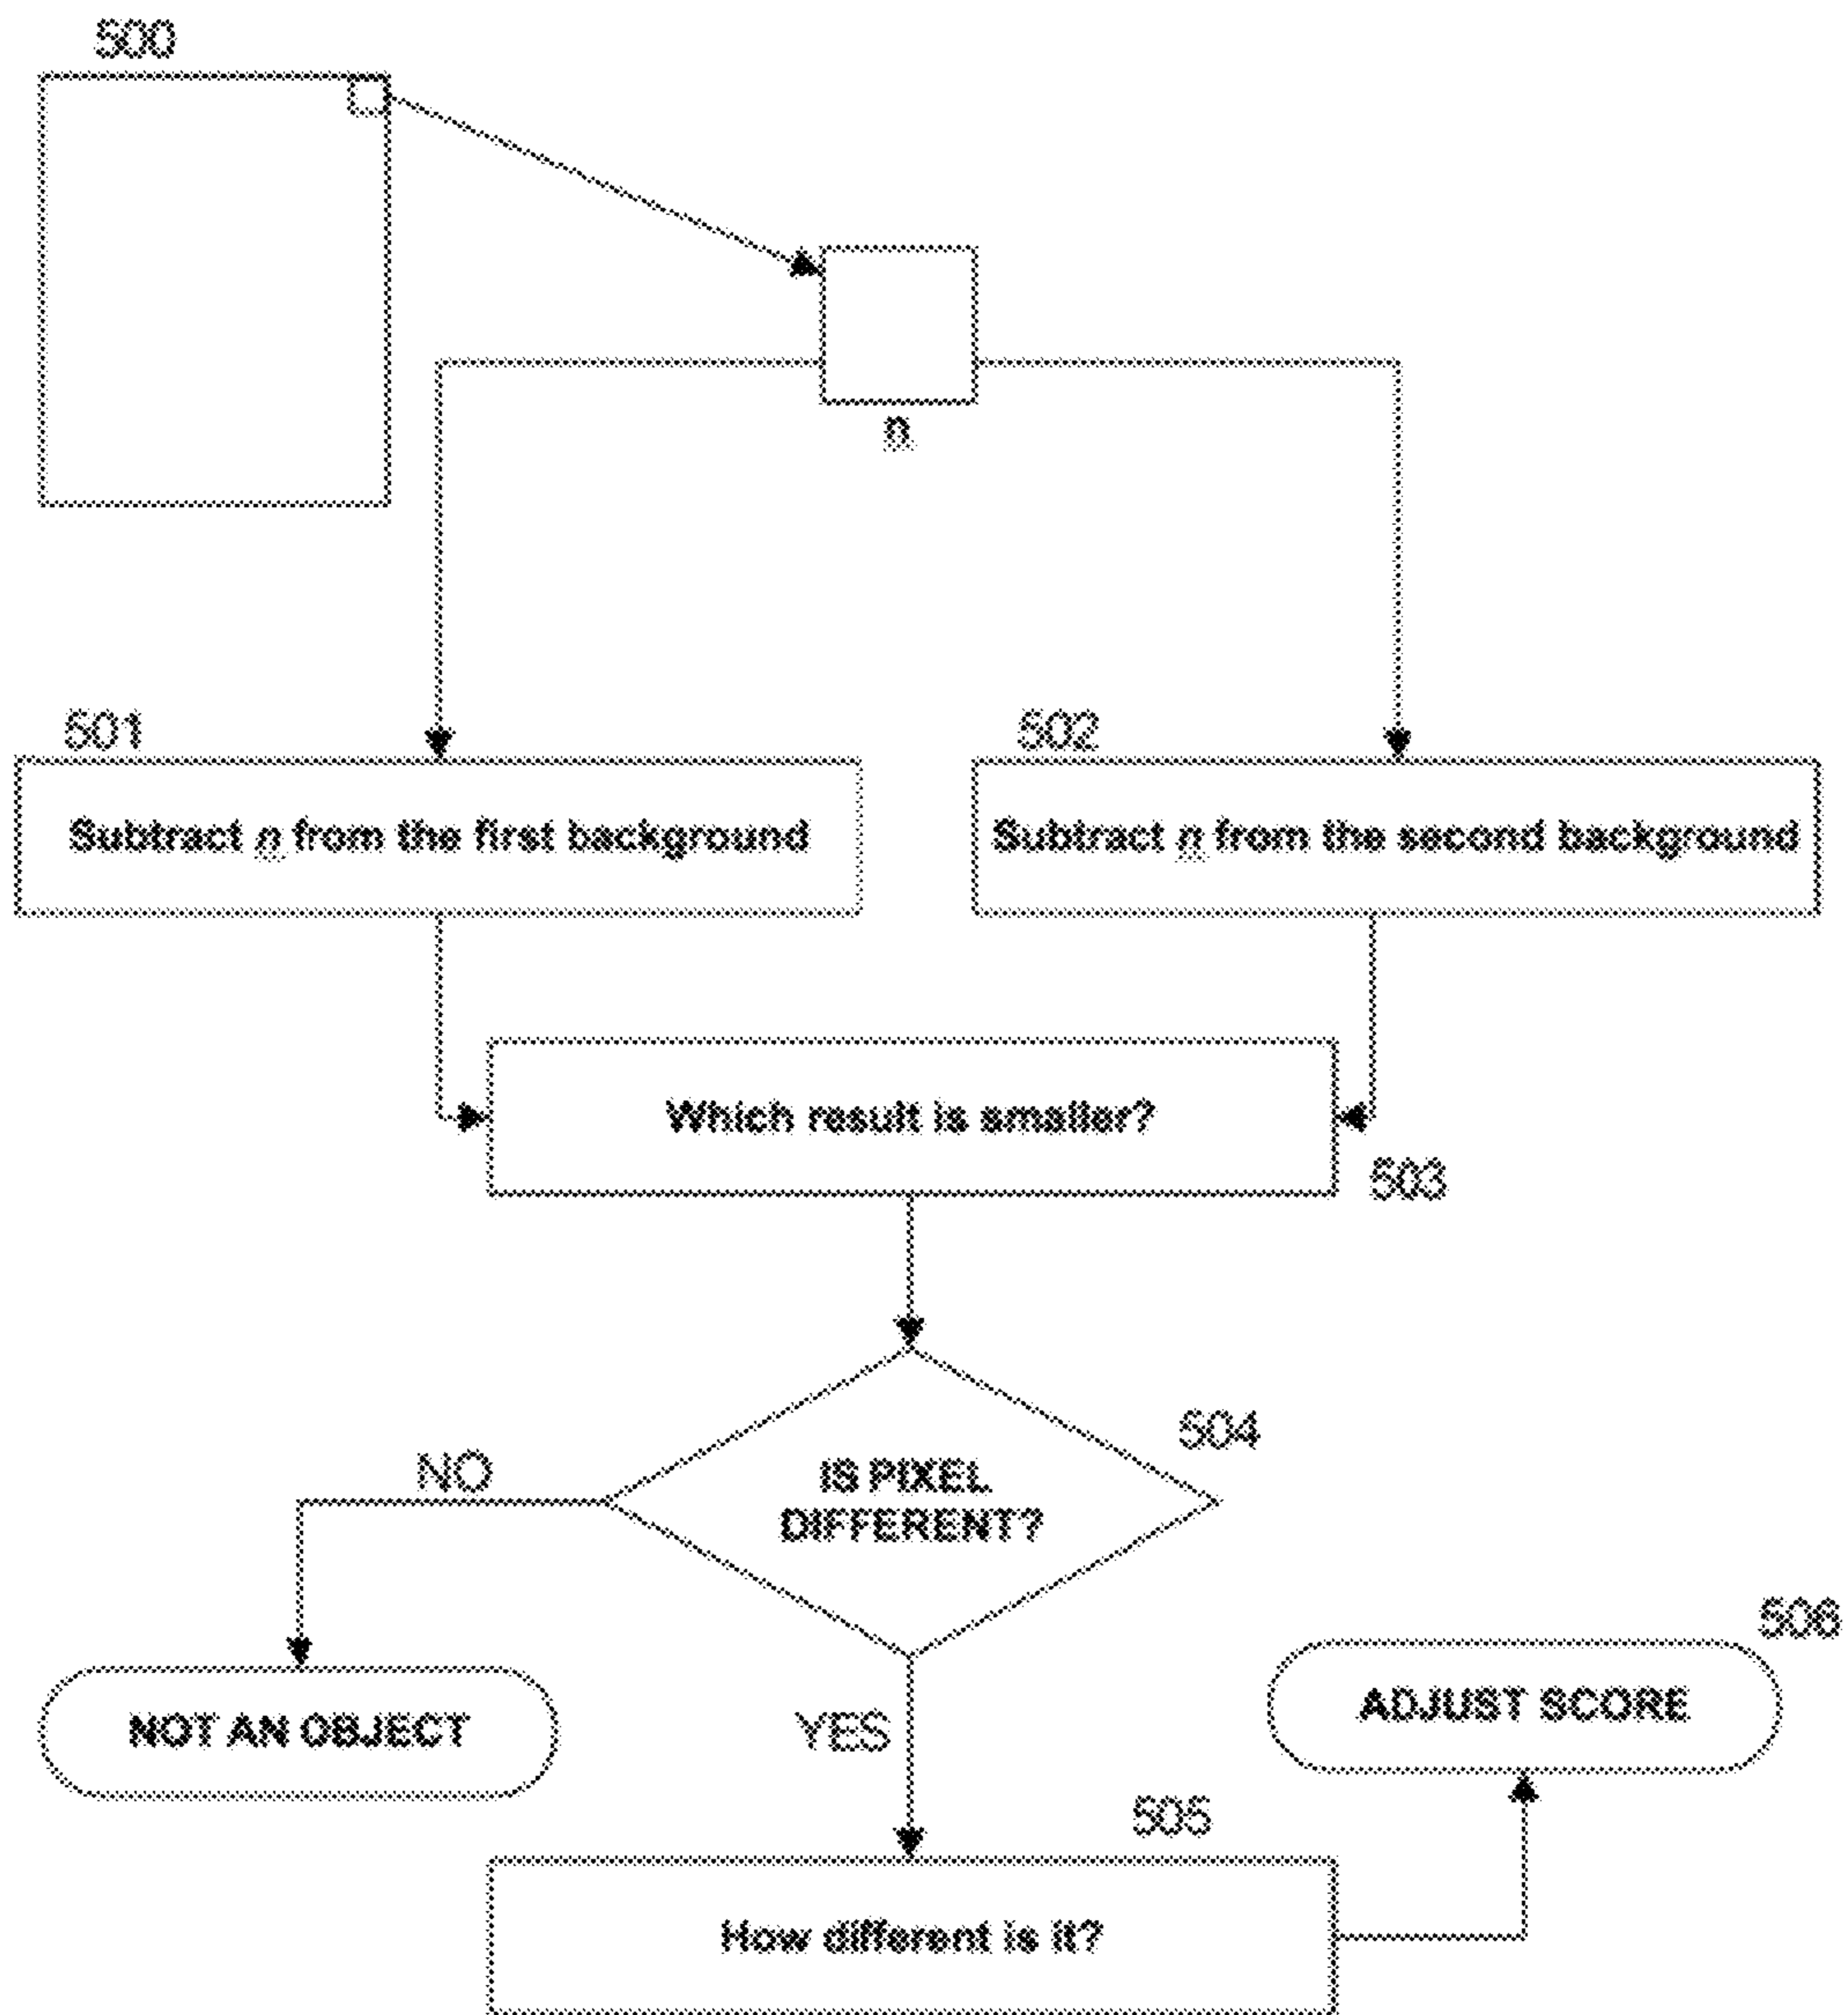 500
n
501
502
Subtract n from the first background
Subtract n from the second background
Which result is smaller?
503
504
IS PIXEL
DIFFERENT?
NO
506
ADJUST SCORE
NOT AN OBJECT
YES
505
How different is it?